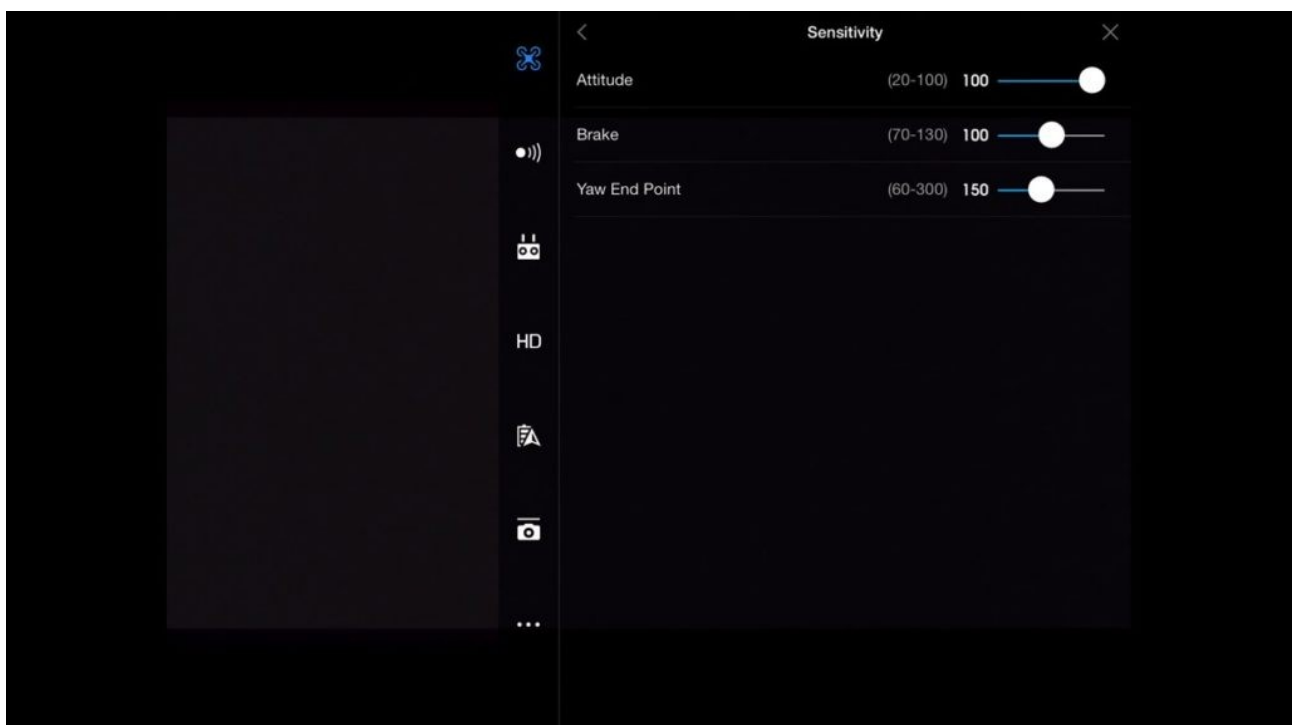 Sensitivity
Attitude (20-100) 100
Brake (70-130) 100
Yaw End Point (60-300) 150
HD